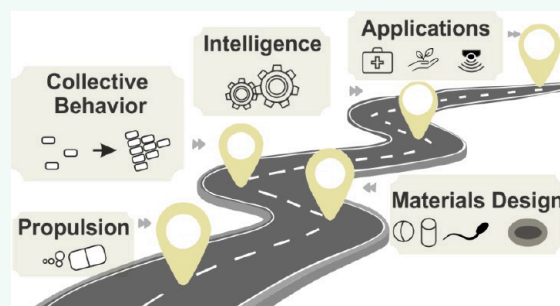 Applications
Intelligence
Collective
Behavior
Materials Design
Propulsion